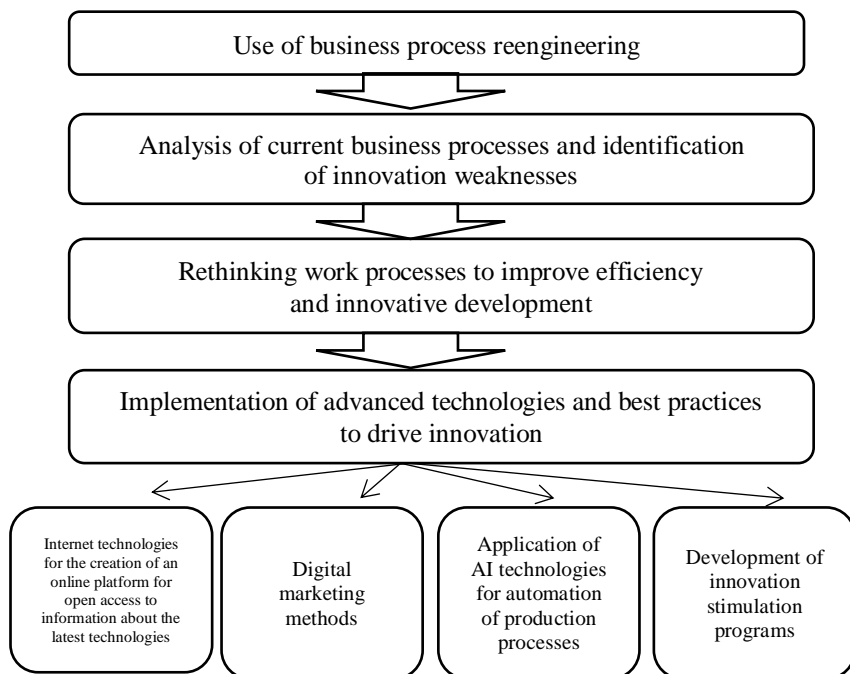 Use of business process reengineering
Analysis of current business processes and identification
of innovation weaknesses
Rethinking work processes to improve efficiency
and innovative development
Implementation of advanced technologies and best practices
to drive innovation
Internet technologies
for the creation of an
online platform for
open access to
information about the
latest technologies
Digital
marketing
methods
Application of
AI technologies
for automation
of production
processes
Development of
innovation
stimulation
programs